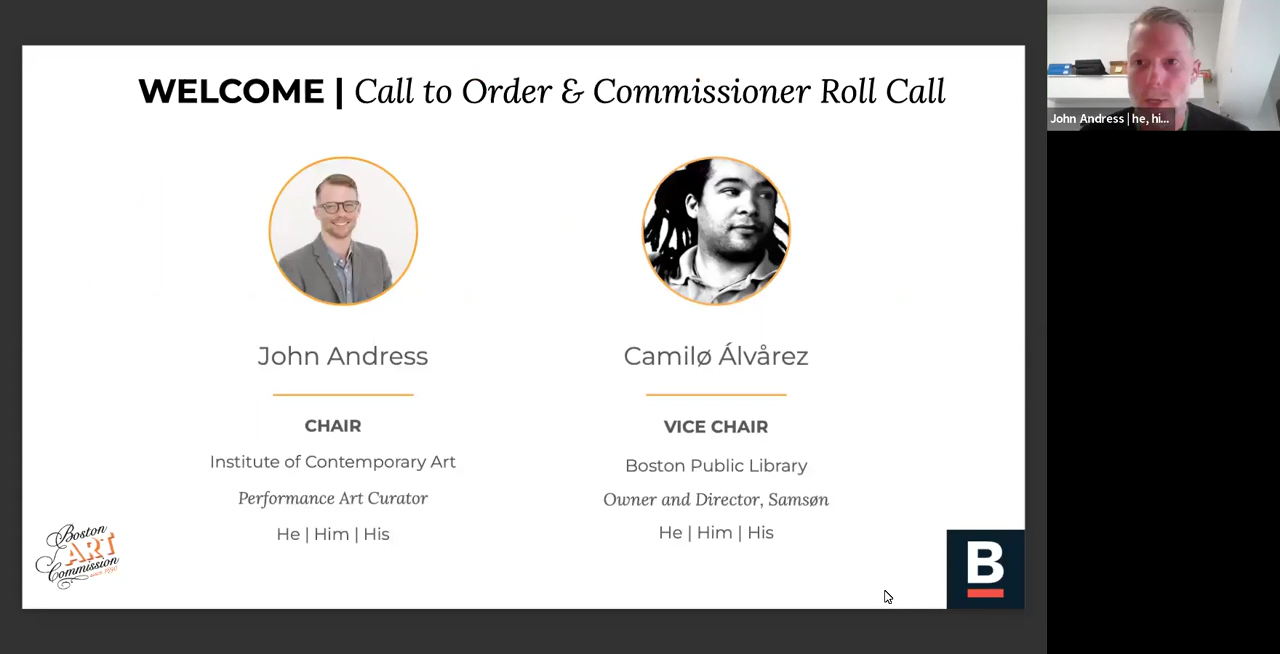 WELCOME | Call to Order & Commissioner Roll Call
John Andress | he, hi...
John Andress
CHAIR
Institute of Contemporary Art
Performance Art Curator
He | Him | His
Camilø Álvårez
VICE CHAIR
Boston Public Library
Owner and Director, Samsøn
He | Him | His
Boston
ART
Commission
since 1890
B